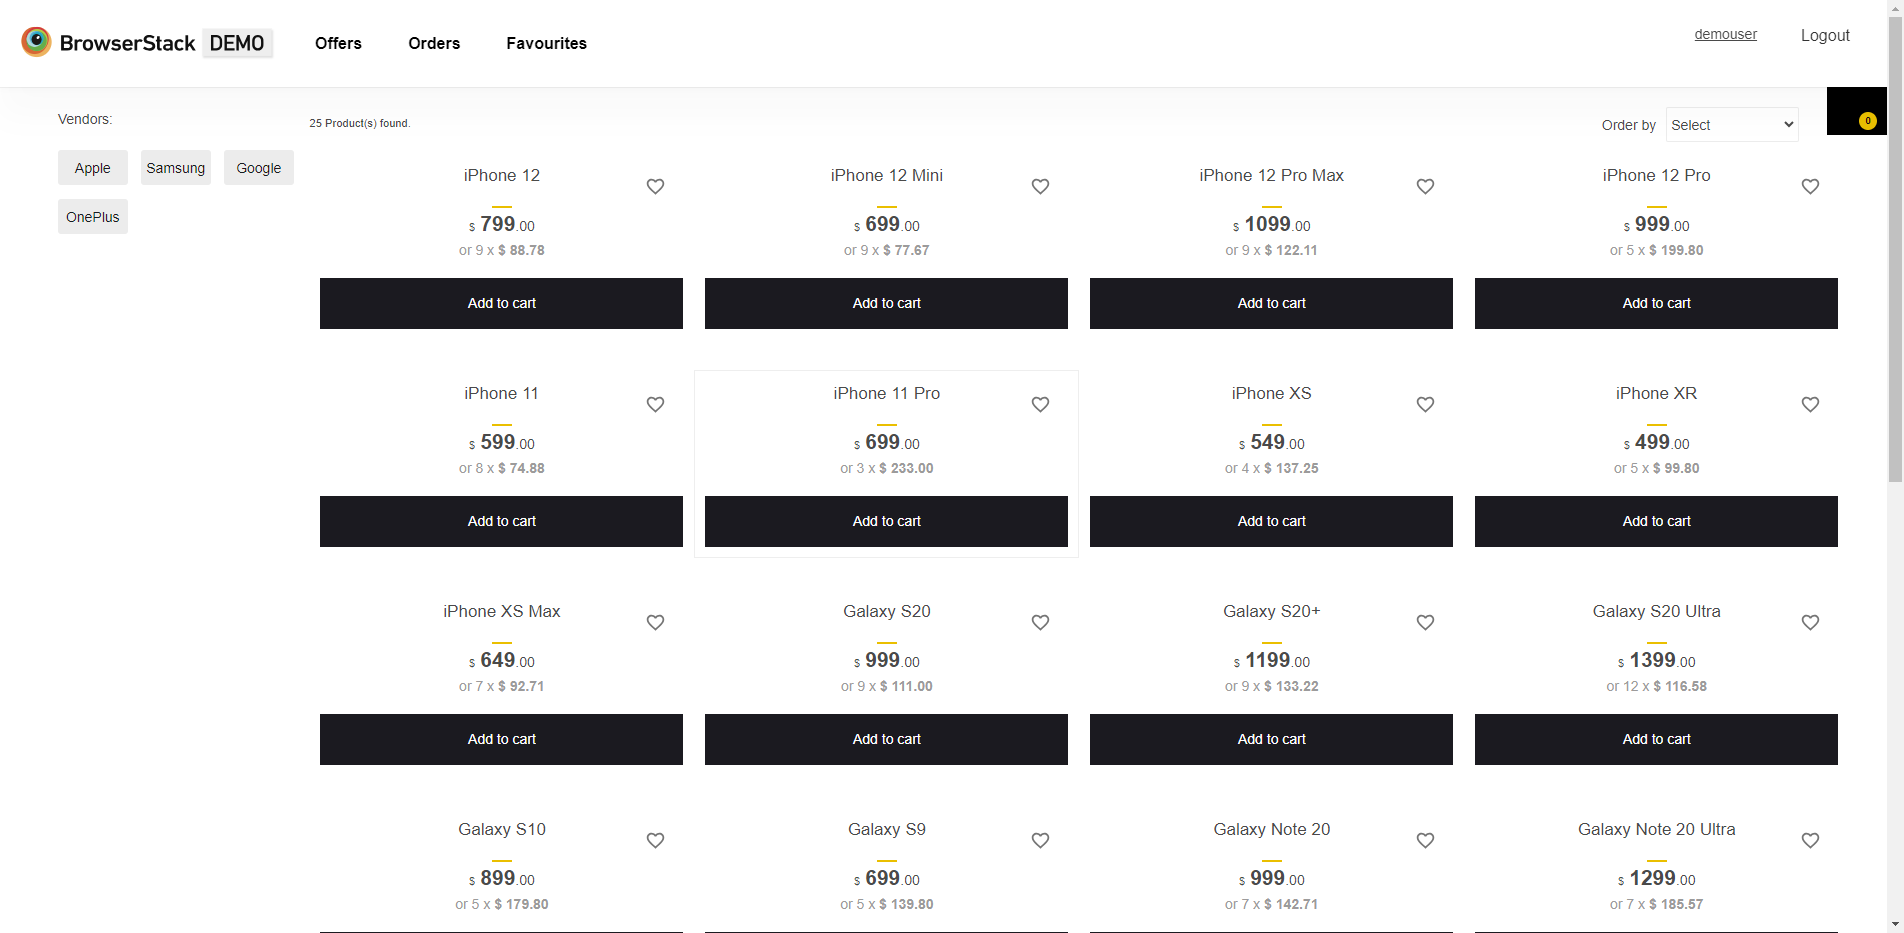 BrowserStack DEMO Offers Orders Favourites demouser Logout
Vendors: 25 Product(s) found. Order by Select 0
Apple Samsung Google
OnePlus
iPhone 12 iPhone 12 Mini iPhone 12 Pro Max iPhone 12 Pro
$ 799.00 $ 699.00 $ 1099.00 $ 999.00
or 9 x $ 88.78 or 9 x $ 77.67 or 9 x $ 122.11 or 5 x $ 199.80
Add to cart Add to cart Add to cart Add to cart
iPhone 11 iPhone 11 Pro iPhone XS iPhone XR
$ 599.00 $ 699.00 $ 549.00 $ 499.00
or 8 x $ 74.88 or 3 x $ 233.00 or 4 x $ 137.25 or 5 x $ 99.80
Add to cart Add to cart Add to cart Add to cart
iPhone XS Max Galaxy S20 Galaxy S20+ Galaxy S20 Ultra
$ 649.00 $ 999.00 $ 1199.00 $ 1399.00
or 7 x $ 92.71 or 9 x $ 111.00 or 9 x $ 133.22 or 12 x $ 116.58
Add to cart Add to cart Add to cart Add to cart
Galaxy S10 Galaxy S9 Galaxy Note 20 Galaxy Note 20 Ultra
$ 899.00 $ 699.00 $ 999.00 $ 1299.00
or 5 x $ 179.80 or 5 x $ 139.80 or 7 x $ 142.71 or 7 x $ 185.57